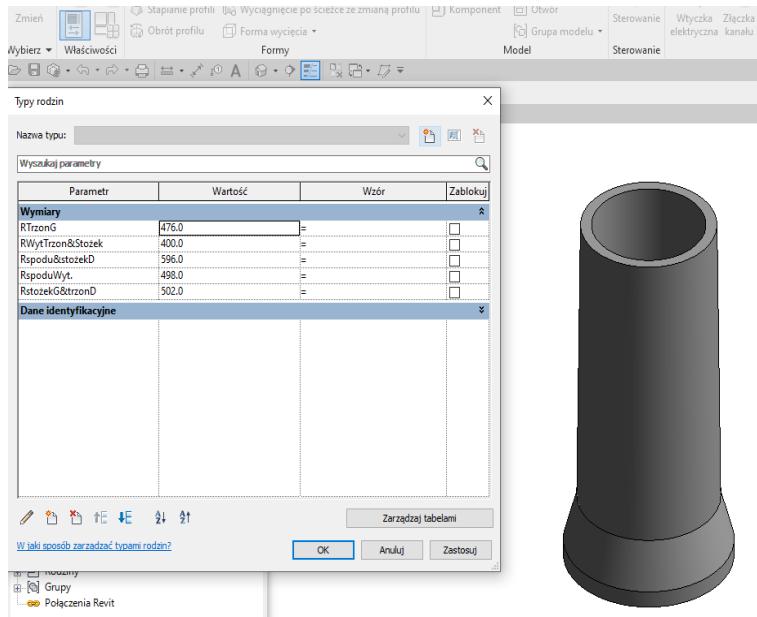 Stapianie profili Wyciągnięcie po ścieżce ze zmianą profilu Komponent Otwór
Zmień Sterowanie Wtyczka Złączka
Obrót profilu Forma wycięcia Grupa modelu elektryczna kanału
Wybierz Właściwości Formy Model Sterowanie
Typy rodzin
Nazwa typu:
Wyszukaj parametry
Parametr Wartość Wzór Zablokuj
Wymiary
RTrzonG 476.0 =
RWytTrzon&Stożek 400.0 =
Rspodu&stożekD 596.0 =
RspoduWyt. 498.0 =
RstożekG&trzonD 502.0 =
Dane identyfikacyjne
Zarządzaj tabelami
W jaki sposób zarządzać typami rodzin?
OK Anuluj Zastosuj
Rodziny
Grupy
Połączenia Revit